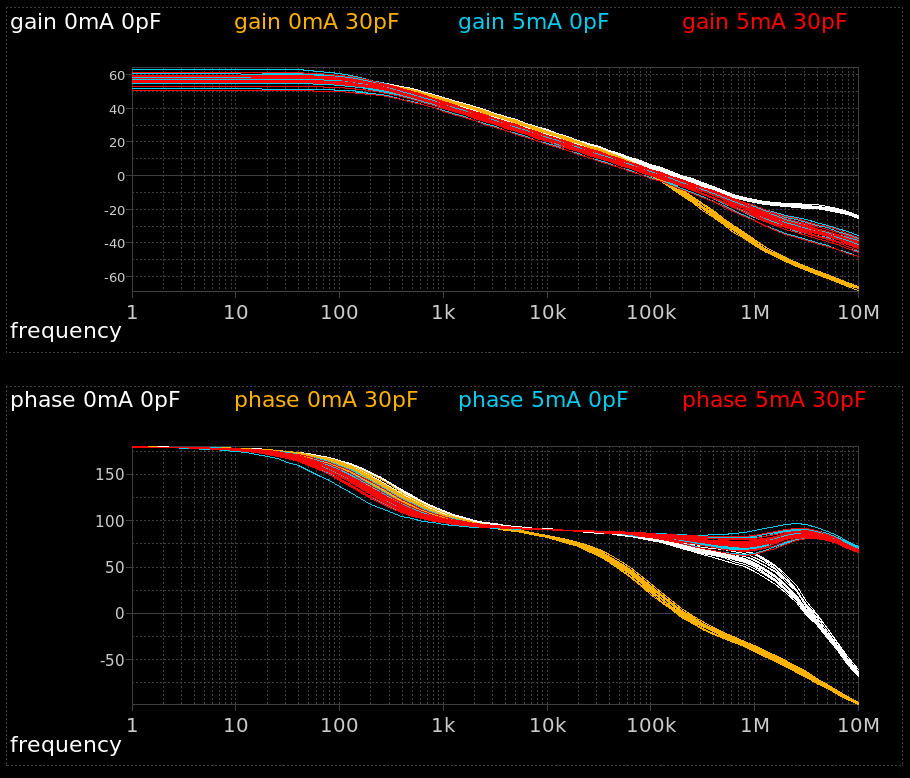 gain 0mA 0pF gain 0mA 30pF gain 5mA 0pF gain 5mA 30pF
60
40
20
0
-20
-40
-60
1 10 100 1k 10k 100k 1M 10M
frequency
phase 0mA 0pF phase 0mA 30pF phase 5mA 0pF phase 5mA 30pF
150
100
50
0
-50
1 10 100 1k 10k 100k 1M 10M
frequency